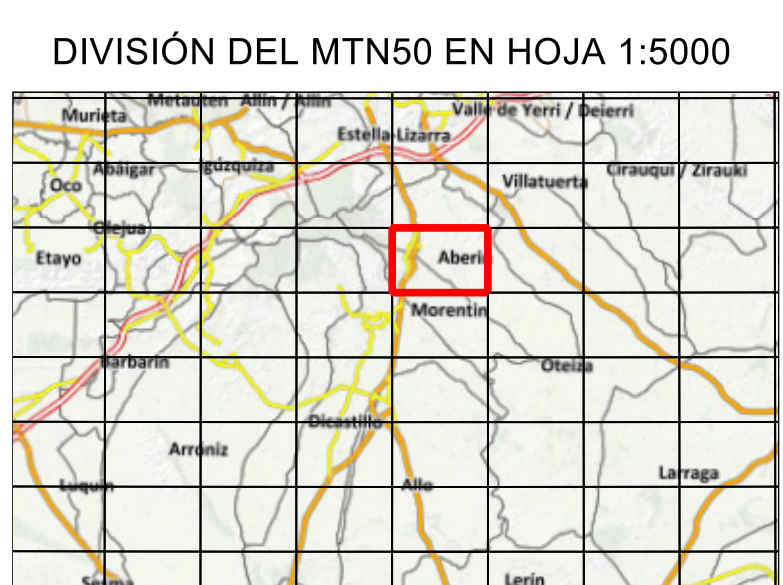 DIVISIÓN DEL MTN50 EN HOJA 1:5000
Metauten
Allín / Allin
Murieta
Valle de Yerri / Deierri
Estella-Lizarra
Abáigar
Igúzquiza
Cirauqui / Zirauki
Oco
Villatuerta
Olejua
Etayo
Aberin
Morentin
Barbarin
Oteiza
Dicastillo
Arróniz
Larraga
Luquin
Allo
Sesma
Lerín